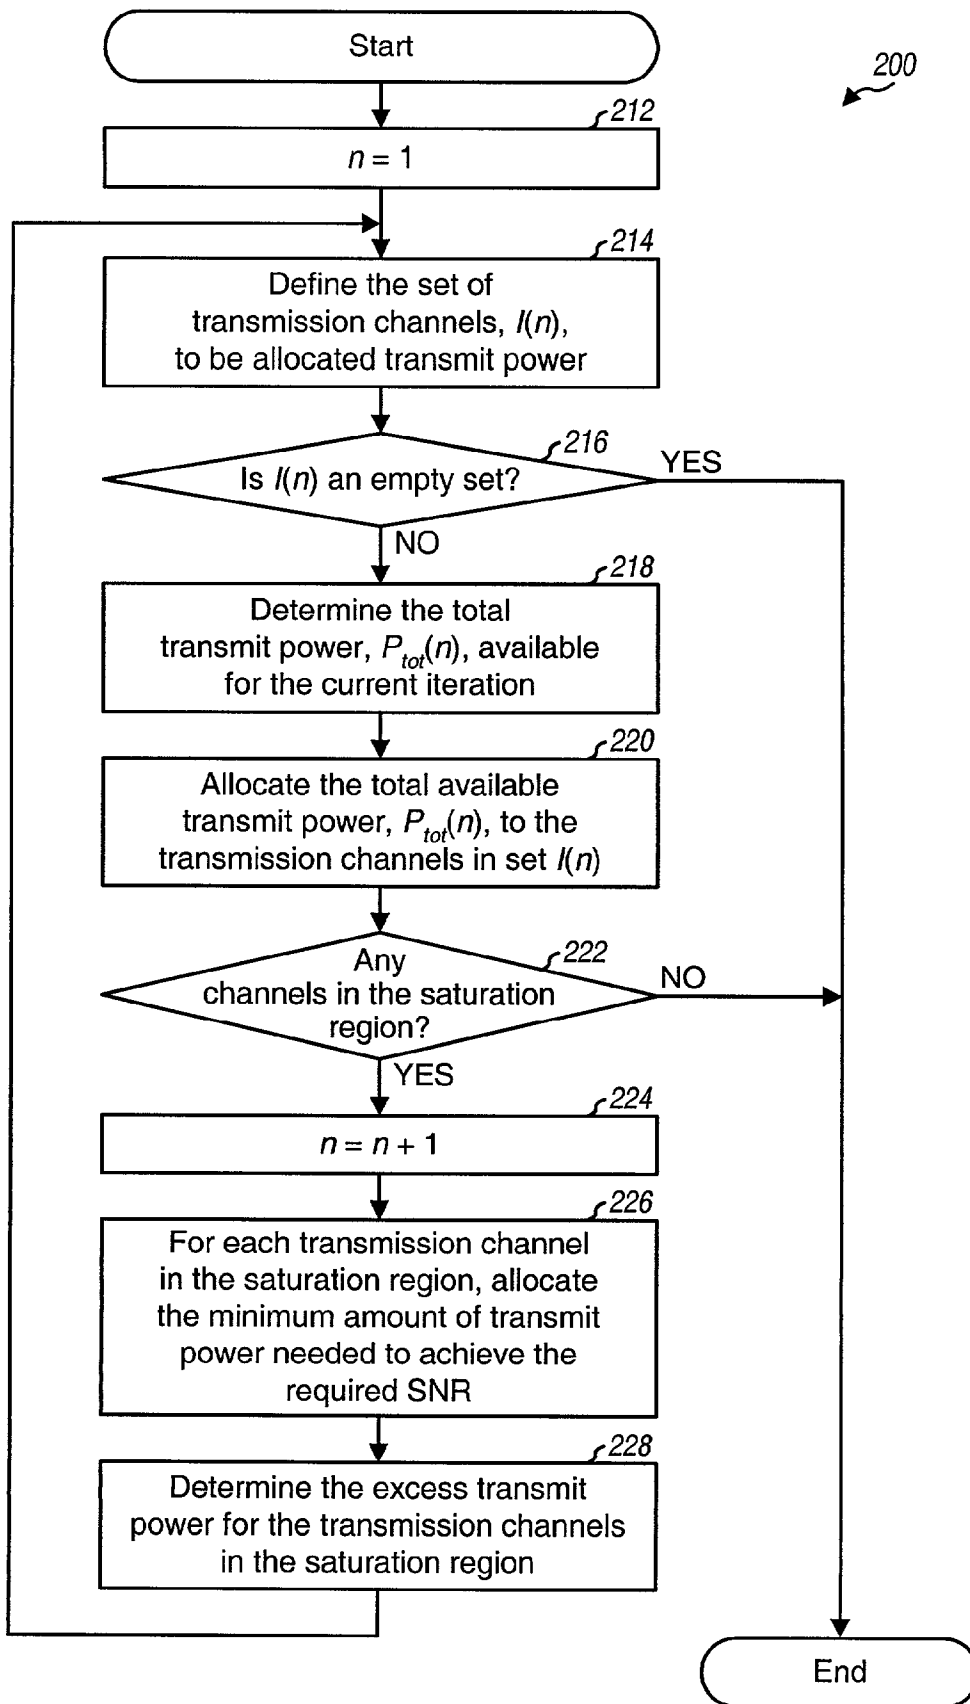 Start
200
212
n = 1
214
Define the set of
transmission channels, I(n),
to be allocated transmit power
216
Is I(n) an empty set?
YES
NO
218
Determine the total
transmit power, Ptot(n), available
for the current iteration
220
Allocate the total available
transmit power, Ptot(n), to the
transmission channels in set I(n)
222
Any
channels in the saturation
region?
NO
YES
224
n = n + 1
226
For each transmission channel
in the saturation region, allocate
the minimum amount of transmit
power needed to achieve the
required SNR
228
Determine the excess transmit
power for the transmission channels
in the saturation region
End